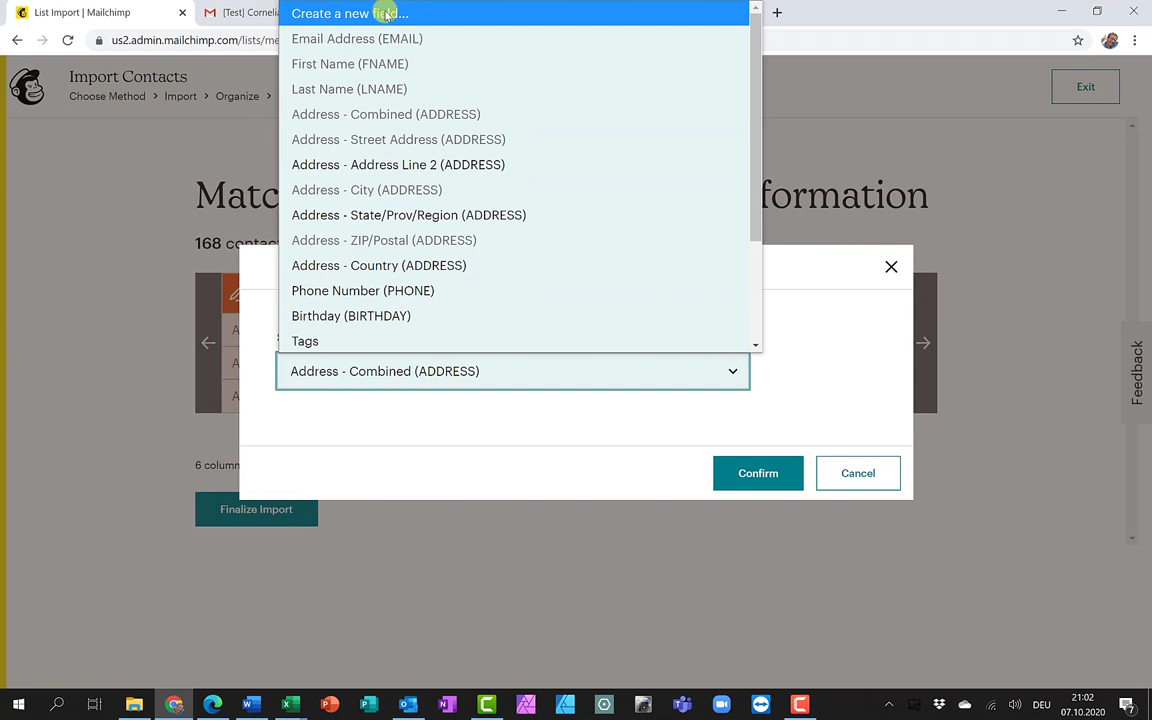 List Import | Mailchimp
[Test] Cornelia
us2.admin.mailchimp.com/lists/me
Import Contacts
Choose Method > Import > Organize >
Exit
Create a new field...
Email Address (EMAIL)
First Name (FNAME)
Last Name (LNAME)
Address - Combined (ADDRESS)
Address - Street Address (ADDRESS)
Address - Address Line 2 (ADDRESS)
Address - City (ADDRESS)
Address - State/Prov/Region (ADDRESS)
Address - ZIP/Postal (ADDRESS)
Address - Country (ADDRESS)
Phone Number (PHONE)
Birthday (BIRTHDAY)
Tags
Matc
formation
168 conta
Address - Combined (ADDRESS)
Confirm
Cancel
6 column
Finalize Import
Feedback
21:02
DEU
07.10.2020
7